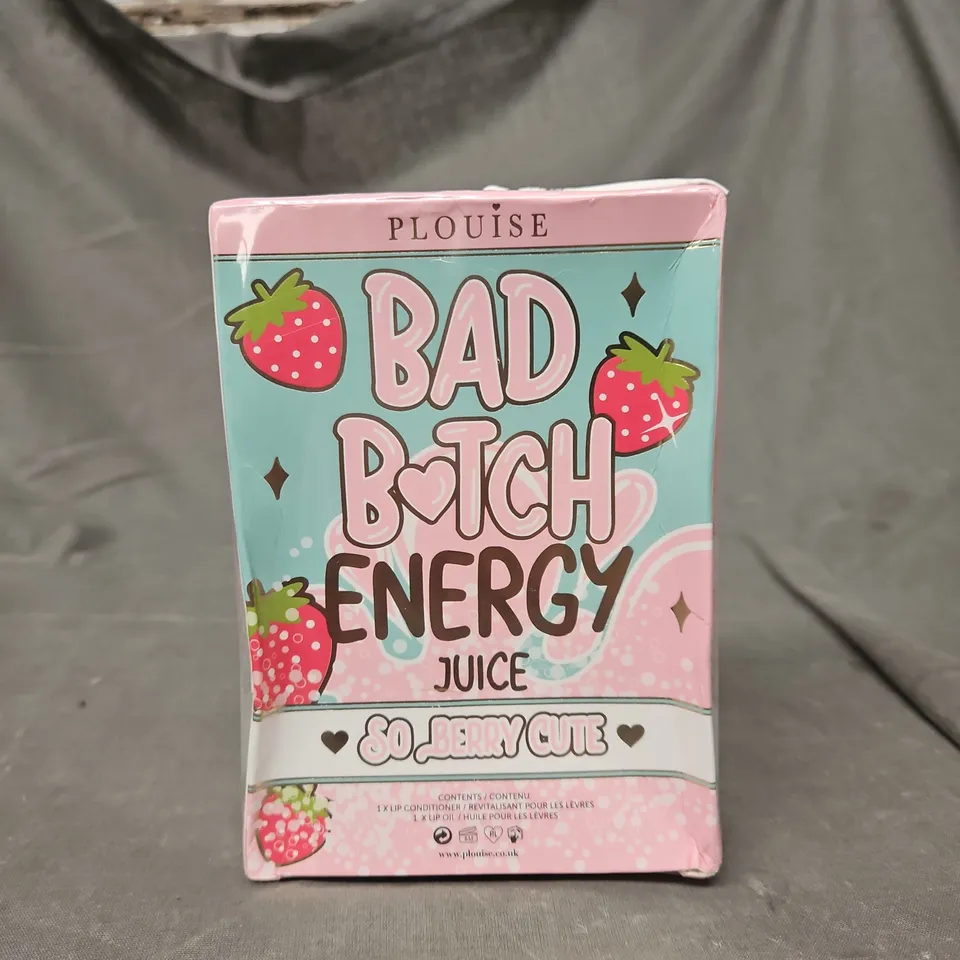 PLOUISE
BAD
B♥TCH
ENERGY
JUICE
SO BERRY CUTE
CONTENTS / CONTENU:
1 X LIP CONDITIONER / REVITALISANT POUR LES LÈVRES
1 X LIP OIL / HUILE POUR LES LÈVRES
www.plouise.co.uk